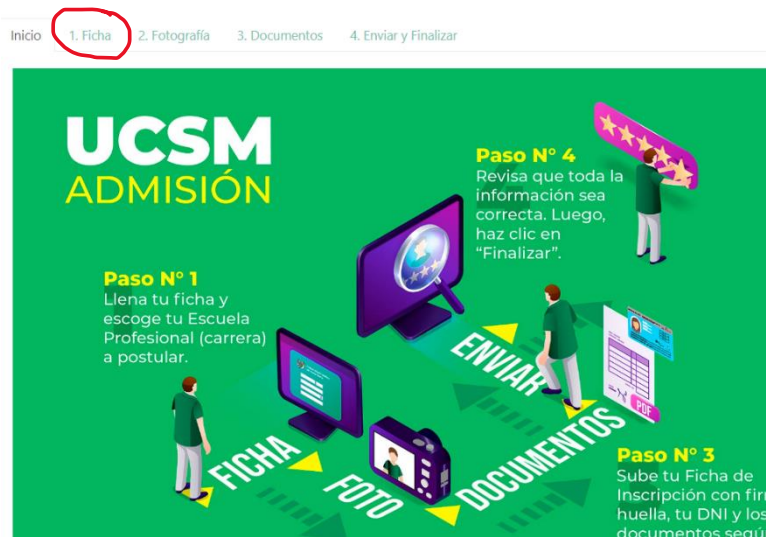 Inicio 1. Ficha 2. Fotografía 3. Documentos 4. Enviar y Finalizar
UCSM
ADMISIÓN
Paso N° 1
Llena tu ficha y
escoge tu Escuela
Profesional (carrera)
a postular.
Paso N° 4
Revisa que toda la
información sea
correcta. Luego,
haz clic en
“Finalizar”.
FICHA
FOTO
DOCUMENTOS
ENVIAR
PDF
Paso N° 3
Sube tu Ficha de
Inscripción con
huella, tu DNI y los
documentos según